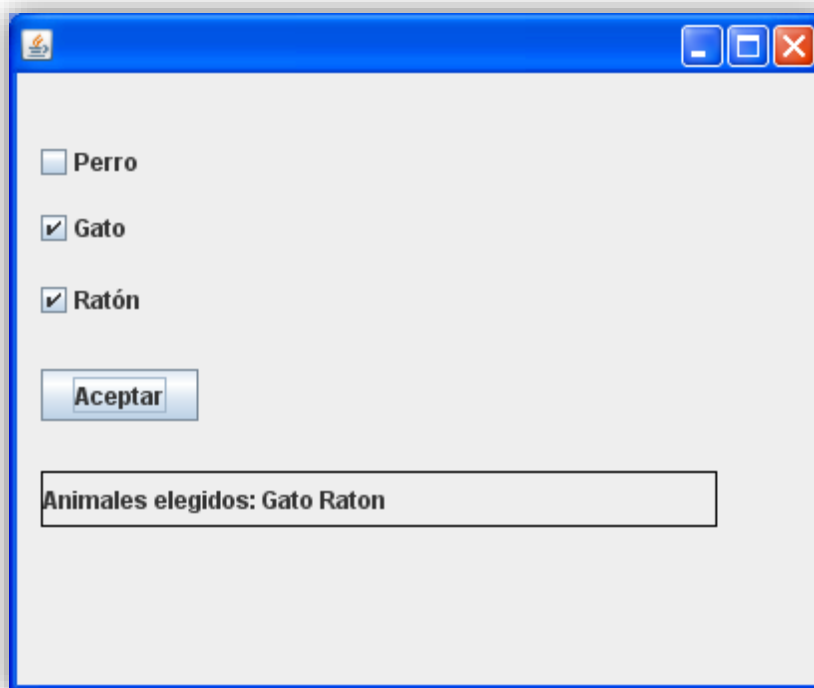 Perro
Gato
Ratón
Aceptar
Animales elegidos: Gato Raton